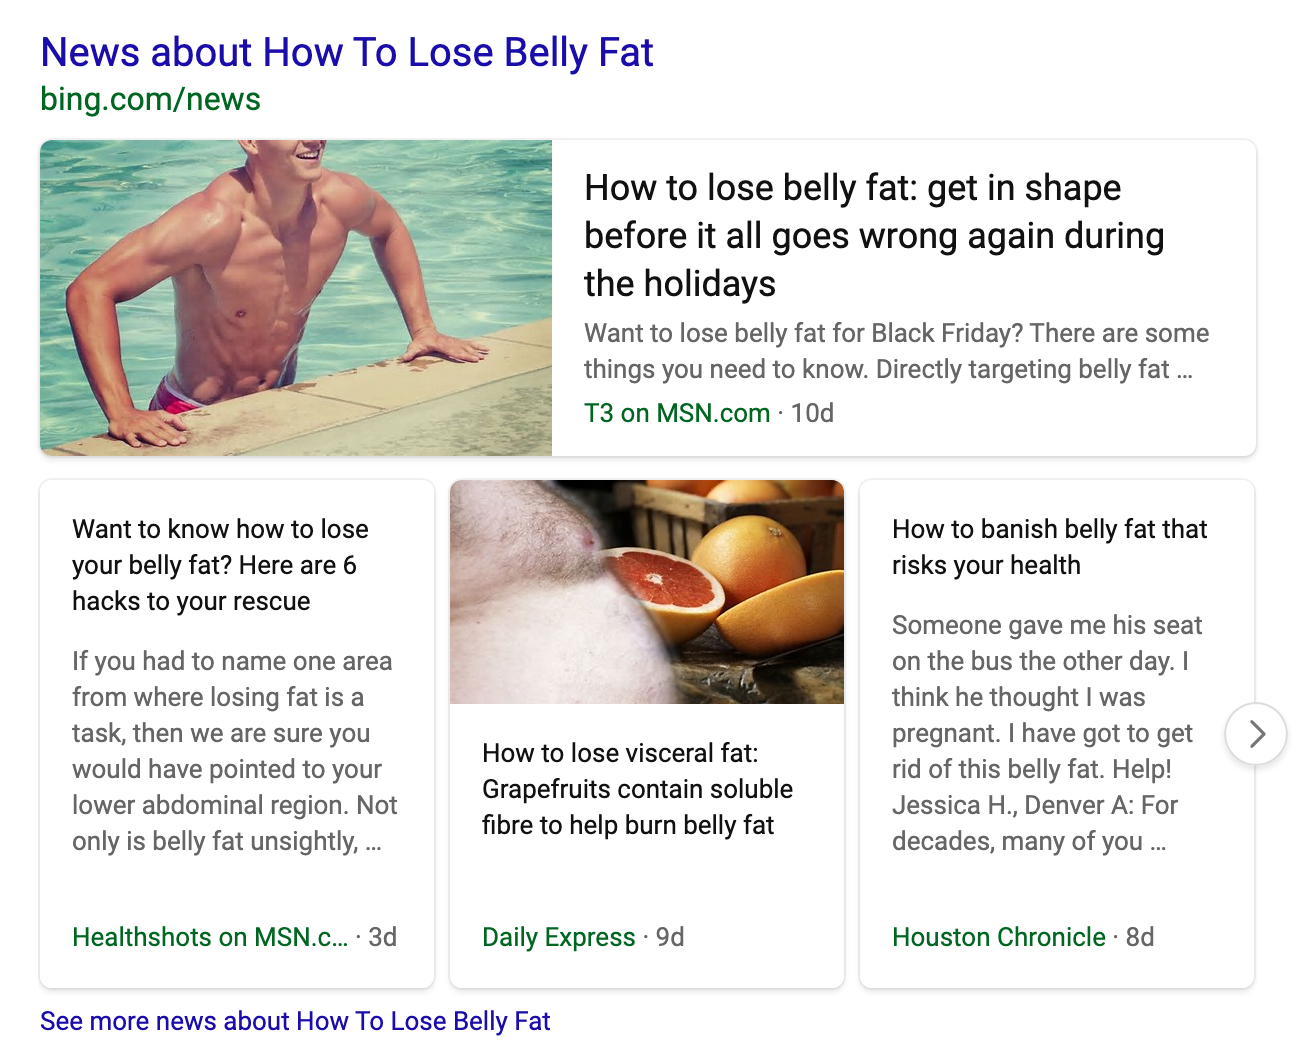 News about How To Lose Belly Fat
bing.com/news
How to lose belly fat: get in shape
before it all goes wrong again during
the holidays
Want to lose belly fat for Black Friday? There are some
things you need to know. Directly targeting belly fat ...
T3 on MSN.com · 10d
Want to know how to lose
your belly fat? Here are 6
hacks to your rescue
If you had to name one area
from where losing fat is a
task, then we are sure you
would have pointed to your
lower abdominal region. Not
only is belly fat unsightly, ...
Healthshots on MSN.c... · 3d
How to lose visceral fat:
Grapefruits contain soluble
fibre to help burn belly fat
Daily Express · 9d
How to banish belly fat that
risks your health
Someone gave me his seat
on the bus the other day. I
think he thought I was
pregnant. I have got to get
rid of this belly fat. Help!
Jessica H., Denver A: For
decades, many of you ...
Houston Chronicle · 8d
See more news about How To Lose Belly Fat